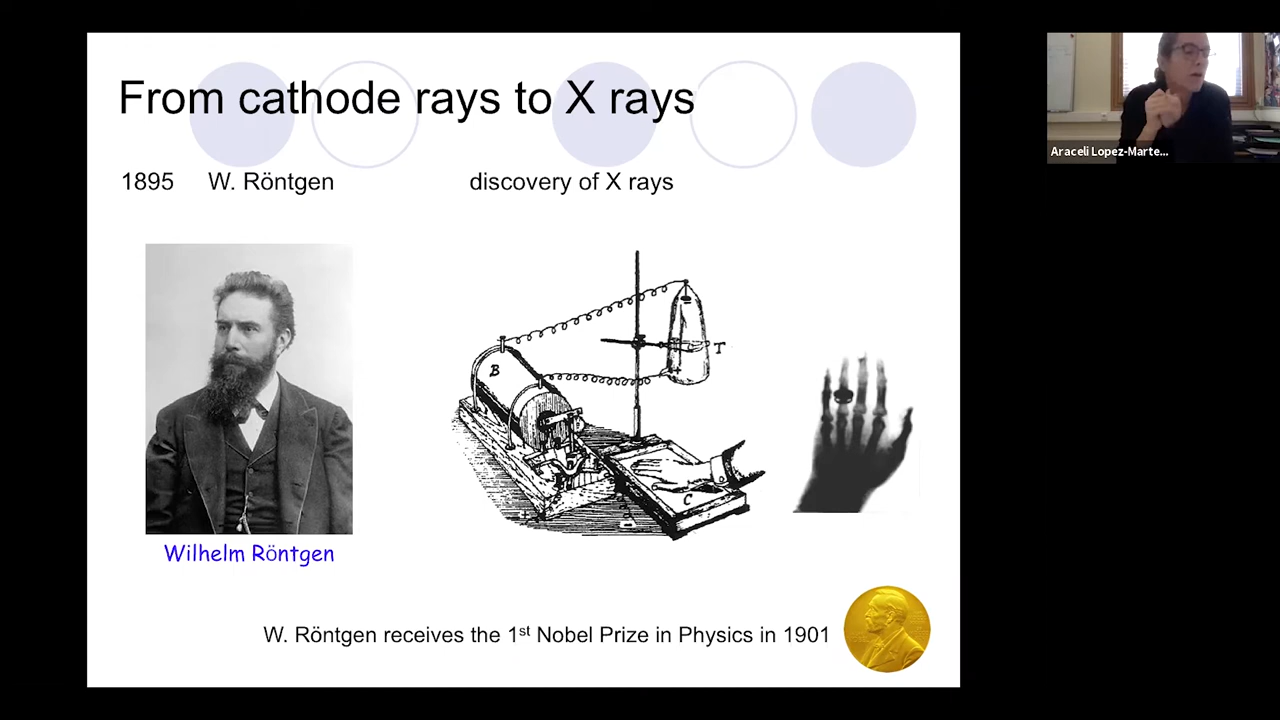 From cathode rays to X rays
1895 W. Röntgen discovery of X rays
B
T
C
Wilhelm Röntgen
W. Röntgen receives the 1st Nobel Prize in Physics in 1901
Araceli Lopez-Marte...